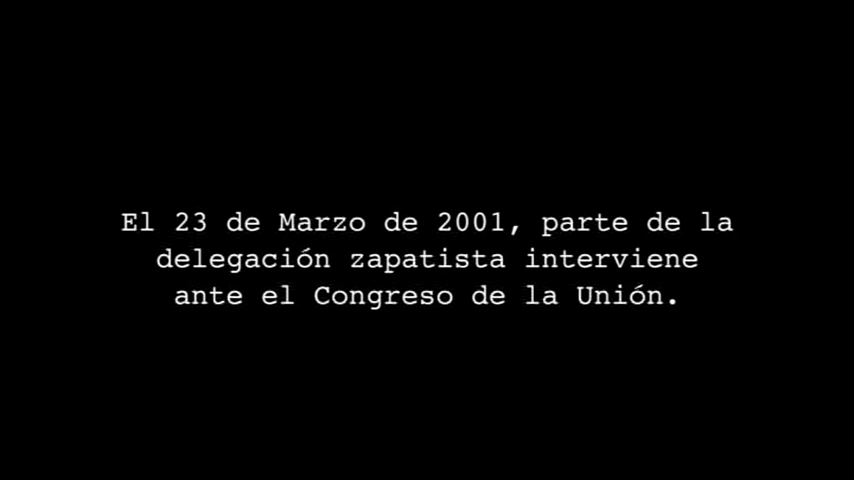 El 23 de Marzo de 2001, parte de la
delegación zapatista interviene
ante el Congreso de la Unión.